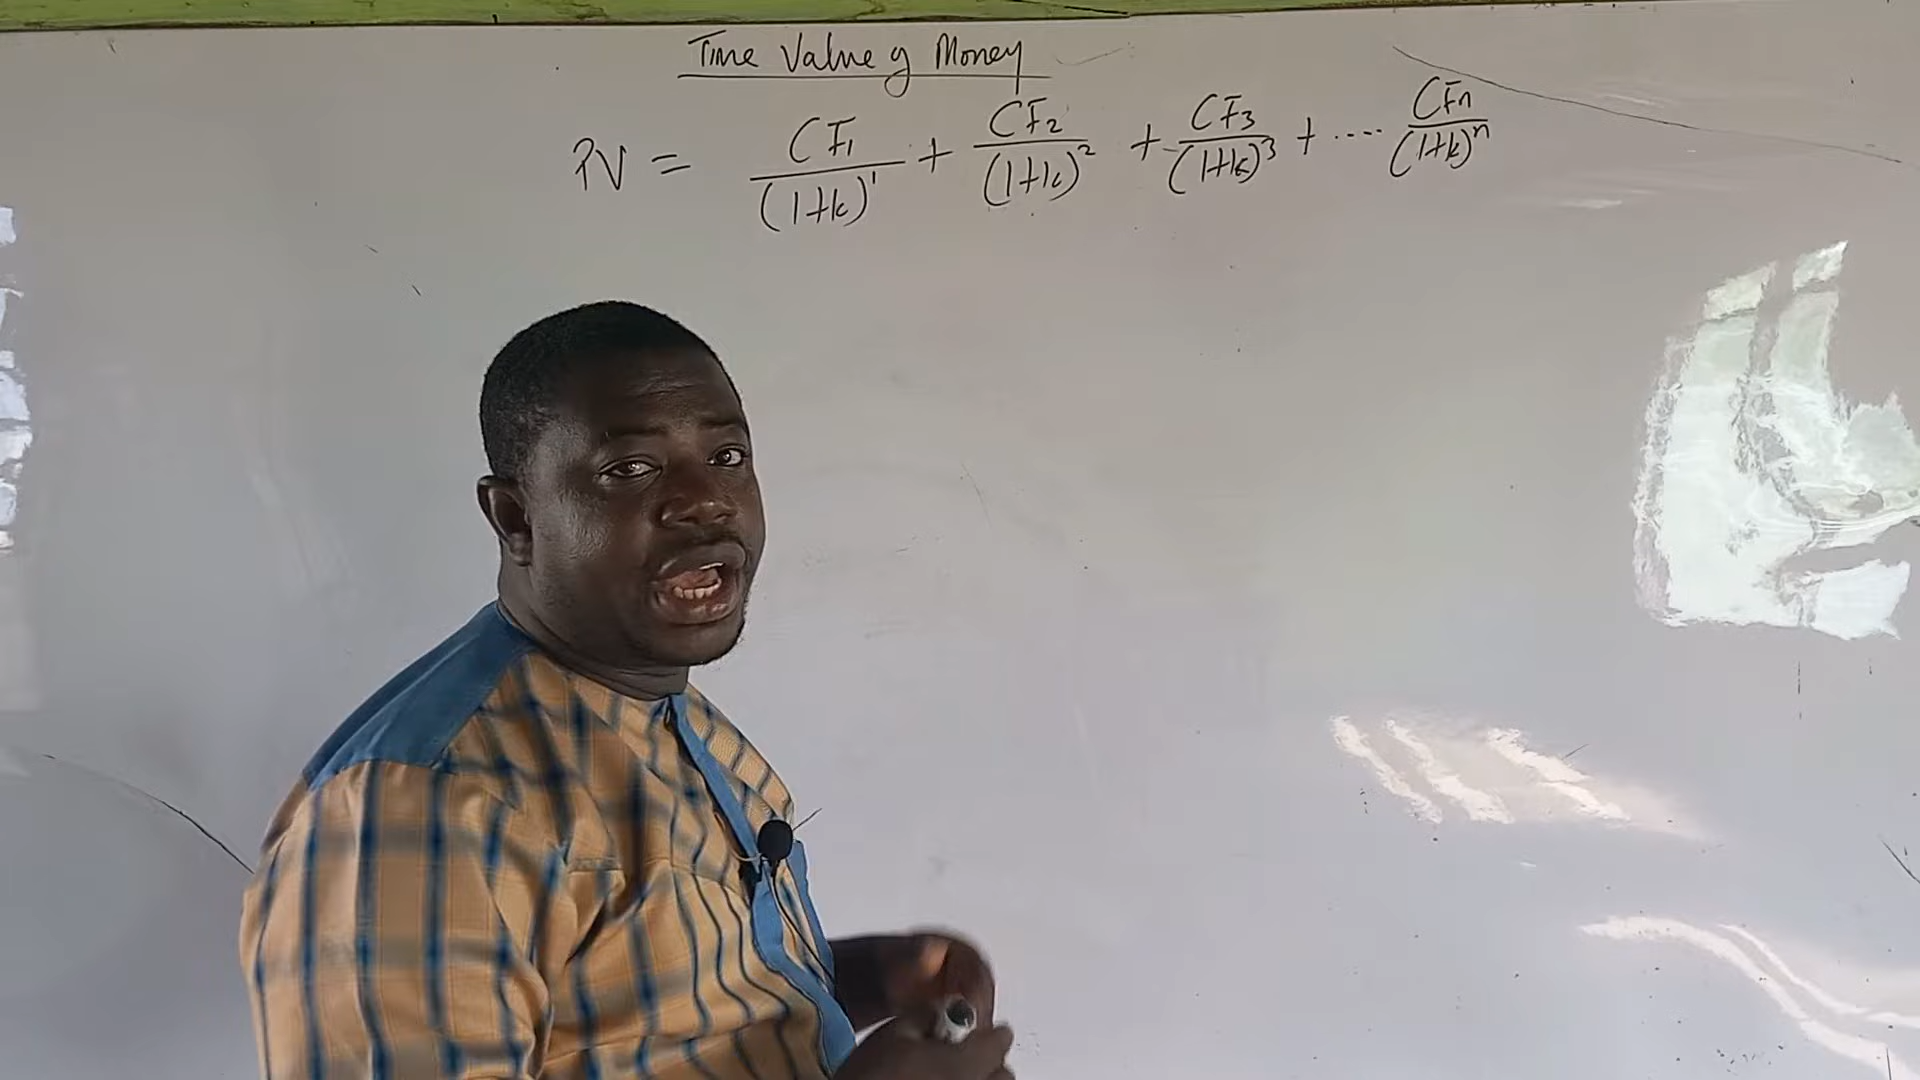 Time Value of Money
PV = CF₁/(1+k)¹ + CF₂/(1+k)² + CF₃/(1+k)³ + .... CFn/(1+k)ⁿ